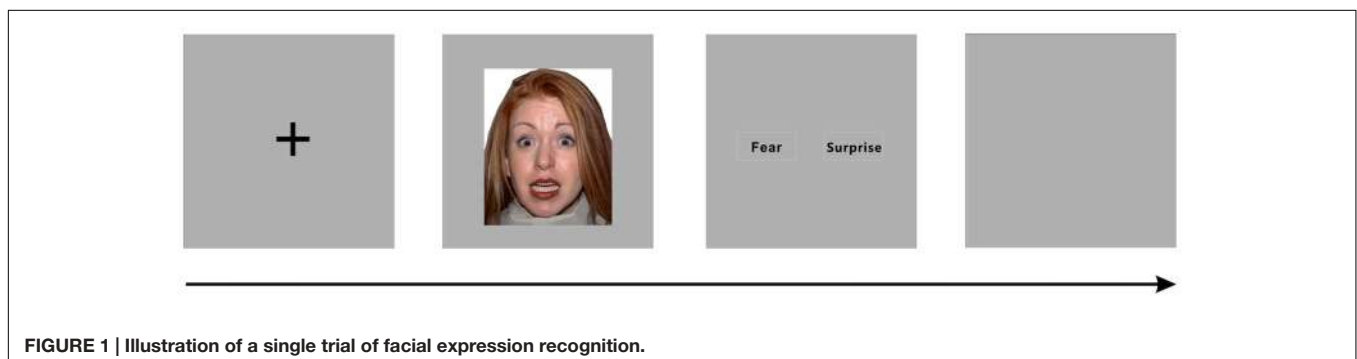 Fear Surprise
FIGURE 1 | Illustration of a single trial of facial expression recognition.